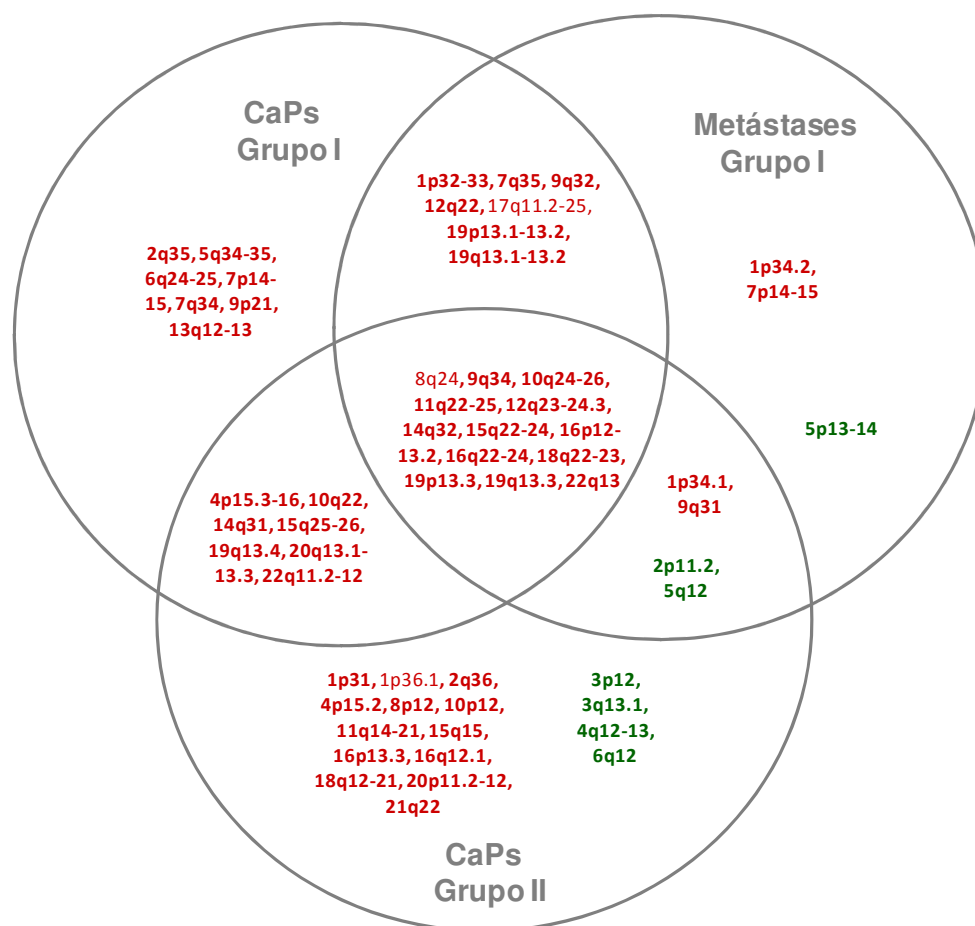 CaPs
Grupo I
Metástases
Grupo I
1p32-33, 7q35, 9q32,
12q22, 17q11.2-25,
19p13.1-13.2,
19q13.1-13.2
2q35, 5q34-35,
6q24-25, 7p14-
15, 7q34, 9p21,
13q12-13
1p34.2,
7p14-15
8q24, 9q34, 10q24-26,
11q22-25, 12q23-24.3,
14q32, 15q22-24, 16p12-
13.2, 16q22-24, 18q22-23,
19p13.3, 19q13.3, 22q13
5p13-14
1p34.1,
9q31
4p15.3-16, 10q22,
14q31, 15q25-26,
19q13.4, 20q13.1-
13.3, 22q11.2-12
2p11.2,
5q12
1p31, 1p36.1, 2q36,
4p15.2, 8p12, 10p12,
11q14-21, 15q15,
16p13.3, 16q12.1,
18q12-21, 20p11.2-12,
21q22
3p12,
3q13.1,
4q12-13,
6q12
CaPs
Grupo II